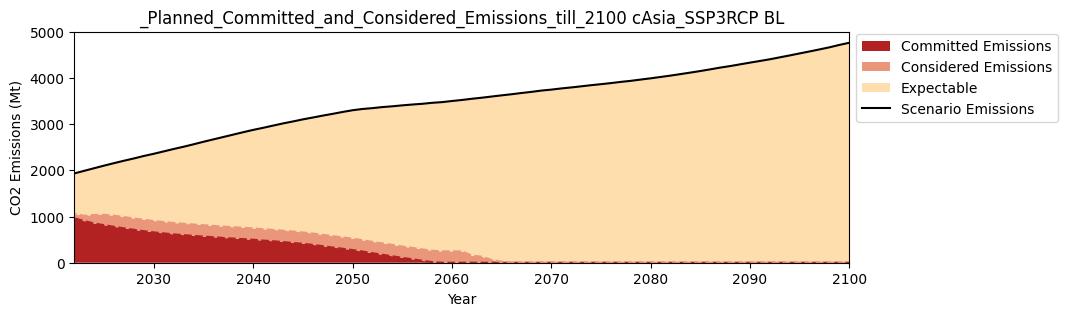 _Planned_Committed_and_Considered_Emissions_till_2100 cAsia_SSP3RCP BL
5000
4000
3000
2000
1000
0
CO2 Emissions (Mt)
2030
2040
2050
2060
2070
2080
2090
2100
Year
Committed Emissions
Considered Emissions
Expectable
Scenario Emissions